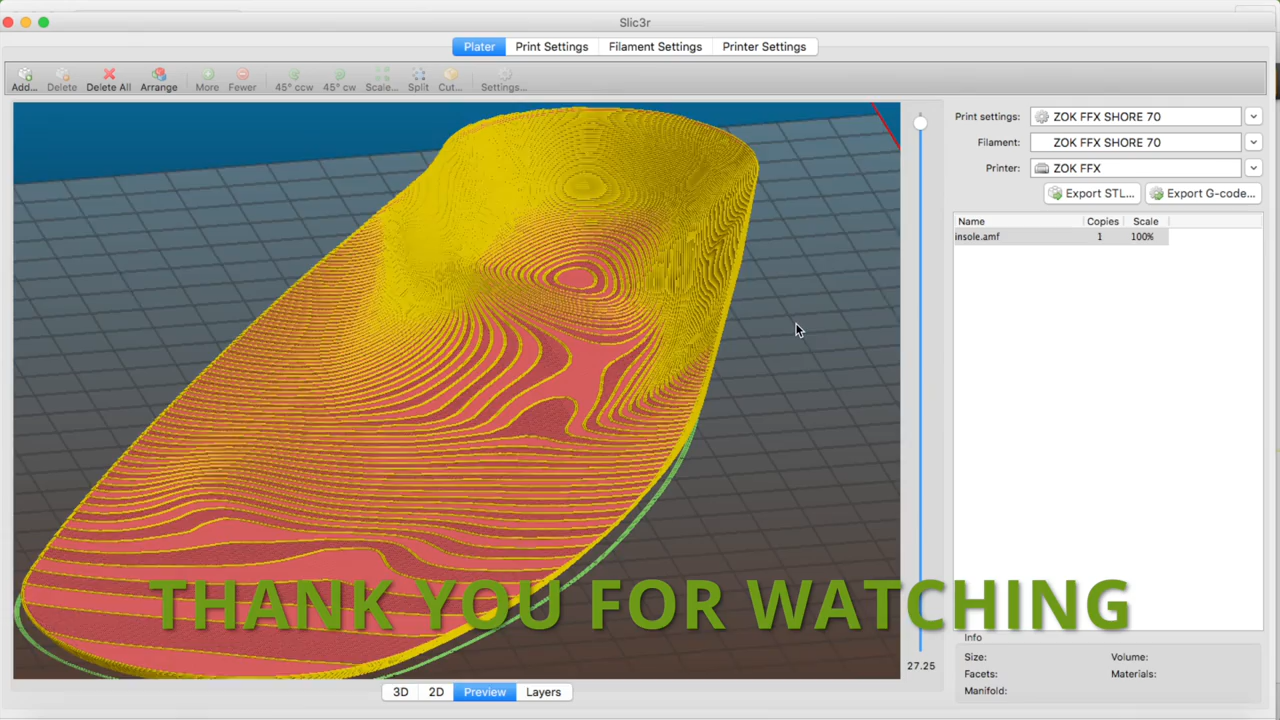 Slic3r
Plater Print Settings Filament Settings Printer Settings
Add... Delete Delete All Arrange More Fewer 45° ccw 45° cw Scale... Split Cut... Settings...
Print settings: ZOK FFX SHORE 70
Filament: ZOK FFX SHORE 70
Printer: ZOK FFX
Export STL... Export G-code...
Name Copies Scale
insole.amf 1 100%
THANK YOU FOR WATCHING
Info
Size: Volume:
Facets: Materials:
Manifold:
27.25
3D 2D Preview Layers